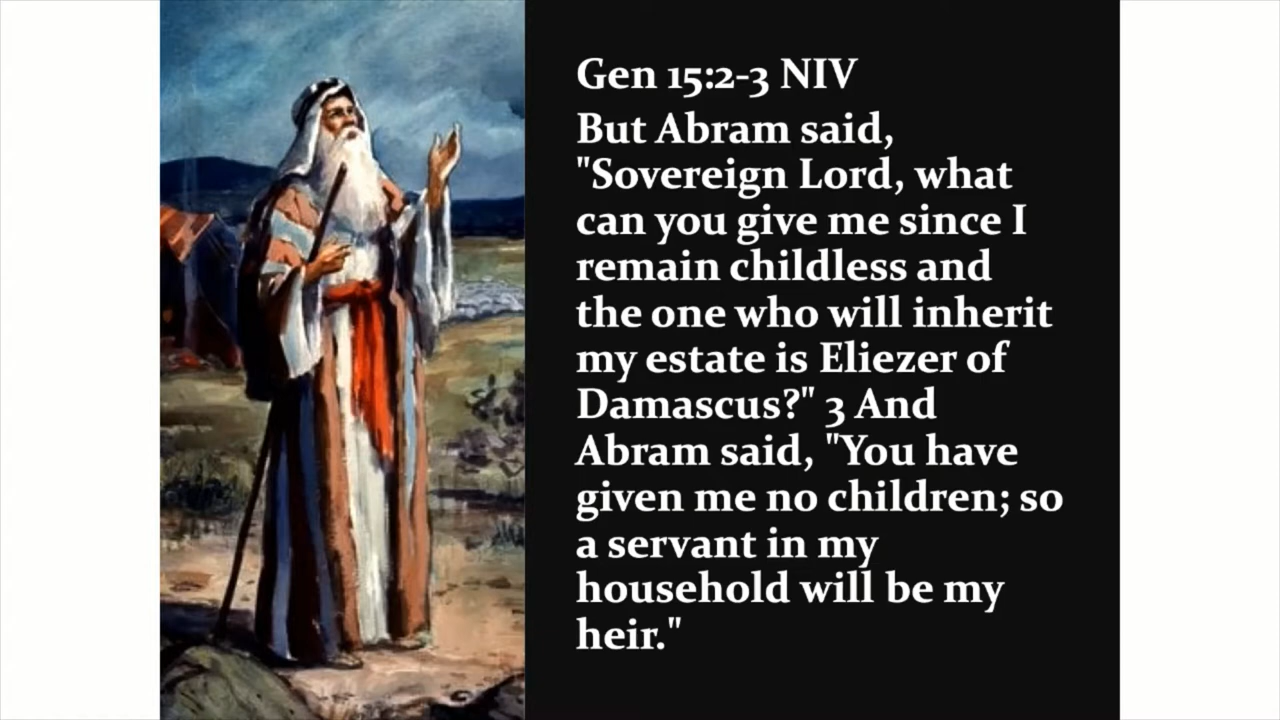 Gen 15:2-3 NIV
But Abram said,
"Sovereign Lord, what
can you give me since I
remain childless and
the one who will inherit
my estate is Eliezer of
Damascus?" 3 And
Abram said, "You have
given me no children; so
a servant in my
household will be my
heir."